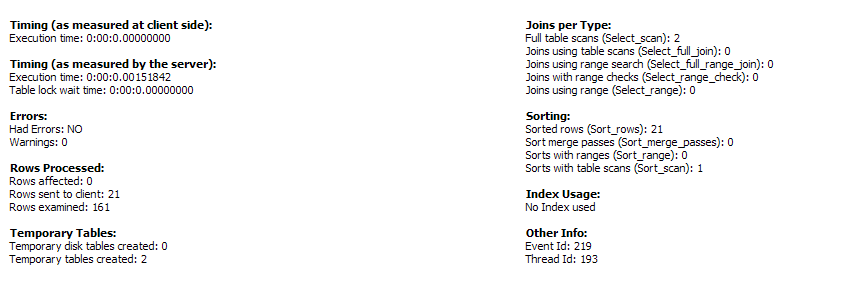 Timing (as measured at client side):
Execution time: 0:00:0.00000000
Timing (as measured by the server):
Execution time: 0:00:0.00151842
Table lock wait time: 0:00:0.00000000
Errors:
Had Errors: NO
Warnings: 0
Rows Processed:
Rows affected: 0
Rows sent to client: 21
Rows examined: 161
Temporary Tables:
Temporary disk tables created: 0
Temporary tables created: 2
Joins per Type:
Full table scans (Select_scan): 2
Joins using table scans (Select_full_join): 0
Joins using range search (Select_full_range_join): 0
Joins with range checks (Select_range_check): 0
Joins using range (Select_range): 0
Sorting:
Sorted rows (Sort_rows): 21
Sort merge passes (Sort_merge_passes): 0
Sorts with ranges (Sort_range): 0
Sorts with table scans (Sort_scan): 1
Index Usage:
No Index used
Other Info:
Event Id: 219
Thread Id: 193